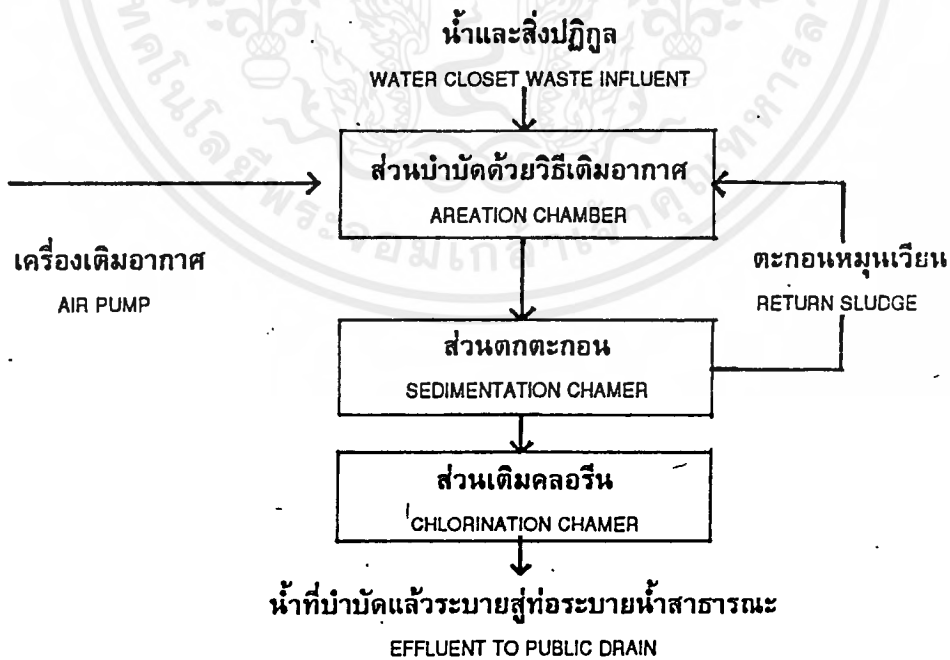 น้ำและสิ่งปฏิกูล
WATER CLOSET WASTE INFLUENT
ส่วนบำบัดด้วยวิธีเติมอากาศ
AREATION CHAMBER
เครื่องเติมอากาศ
AIR PUMP
ตะกอนหมุนเวียน
RETURN SLUDGE
ส่วนตกตะกอน
SEDIMENTATION CHAMER
ส่วนเติมคลอรีน
CHLORINATION CHAMER
น้ำที่บำบัดแล้วระบายสู่ท่อระบายน้ำสาธารณะ
EFFLUENT TO PUBLIC DRAIN